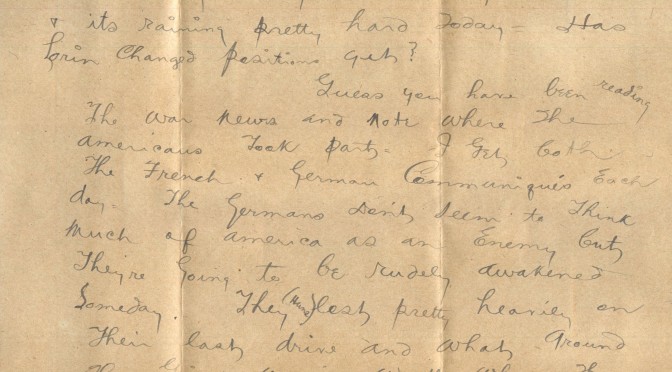 & its raining pretty hard today - Has
Orin Changed positions yet?
Guess you have been reading
The war news and Note where the
americans Took part. I Get both
The French & German Communiqués Each
day. The Germans Dont seem to Think
Much of america as an Enemy but
They're Going to be rudely awakened
Someday. They (Huns) lost pretty heavily on
Their last drive and what Ground